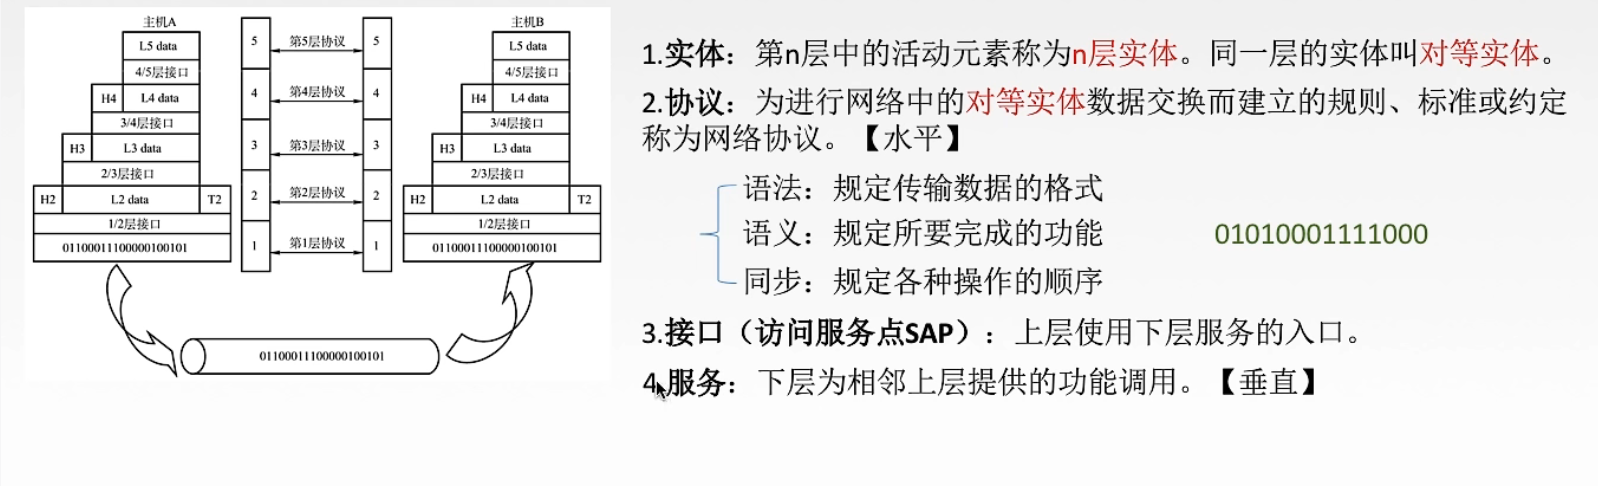 主机A
主机B
L5 data
5
第5层协议
5
L5 data
4/5层接口
4/5层接口
H4
L4 data
4
第4层协议
4
H4
L4 data
3/4层接口
3/4层接口
H3
L3 data
3
第3层协议
3
H3
L3 data
2/3层接口
2/3层接口
H2
L2 data
T2
2
第2层协议
2
H2
L2 data
T2
1/2层接口
1/2层接口
01100011100000100101
1
第1层协议
1
01100011100000100101
01100011100000100101
1.实体：第n层中的活动元素称为n层实体。同一层的实体叫对等实体。
2.协议：为进行网络中的对等实体数据交换而建立的规则、标准或约定
称为网络协议。【水平】
语法：规定传输数据的格式
语义：规定所要完成的功能
01010001111000
同步：规定各种操作的顺序
3.接口（访问服务点SAP）：上层使用下层服务的入口。
4.服务：下层为相邻上层提供的功能调用。【垂直】